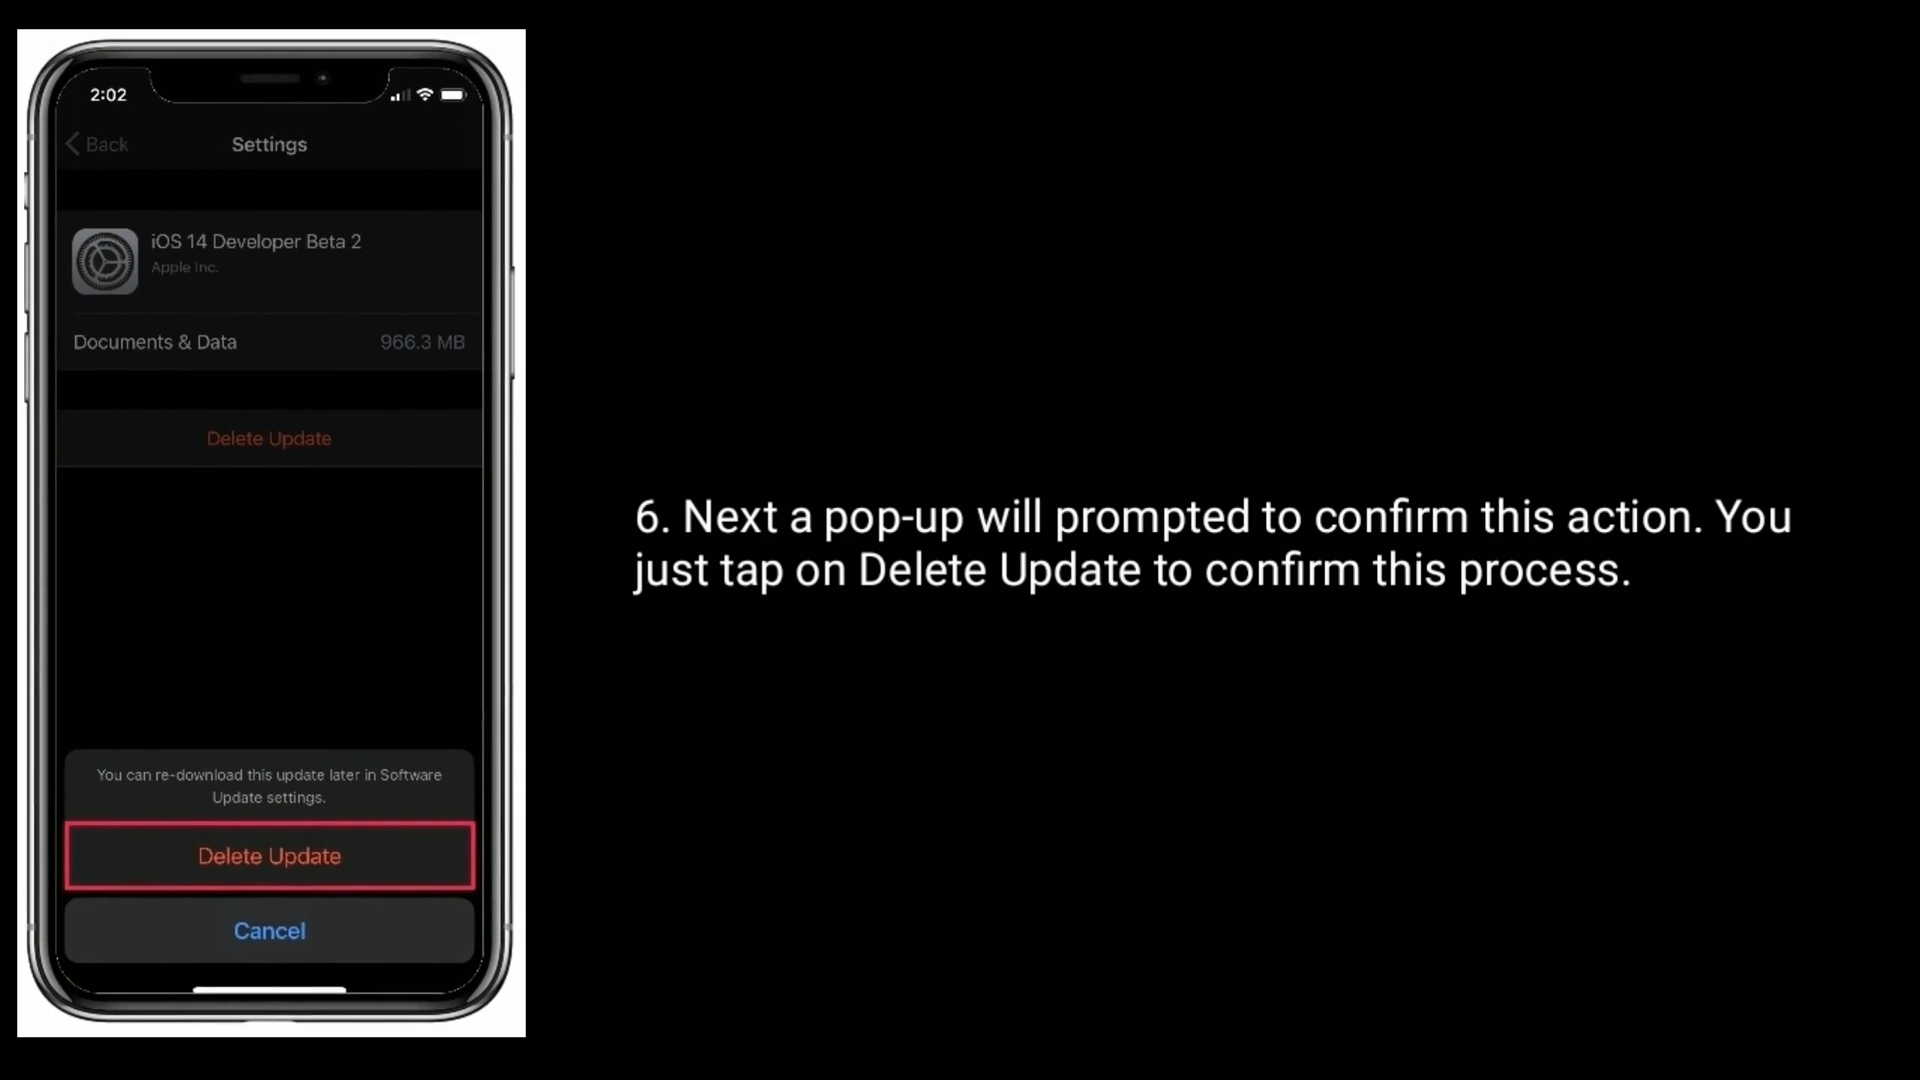 2:02
Back
Settings
iOS 14 Developer Beta 2
Apple Inc.
Documents & Data 966.3 MB
Delete Update
You can re-download this update later in Software
Update settings.
Delete Update
Cancel
6. Next a pop-up will prompted to confirm this action. You
just tap on Delete Update to confirm this process.